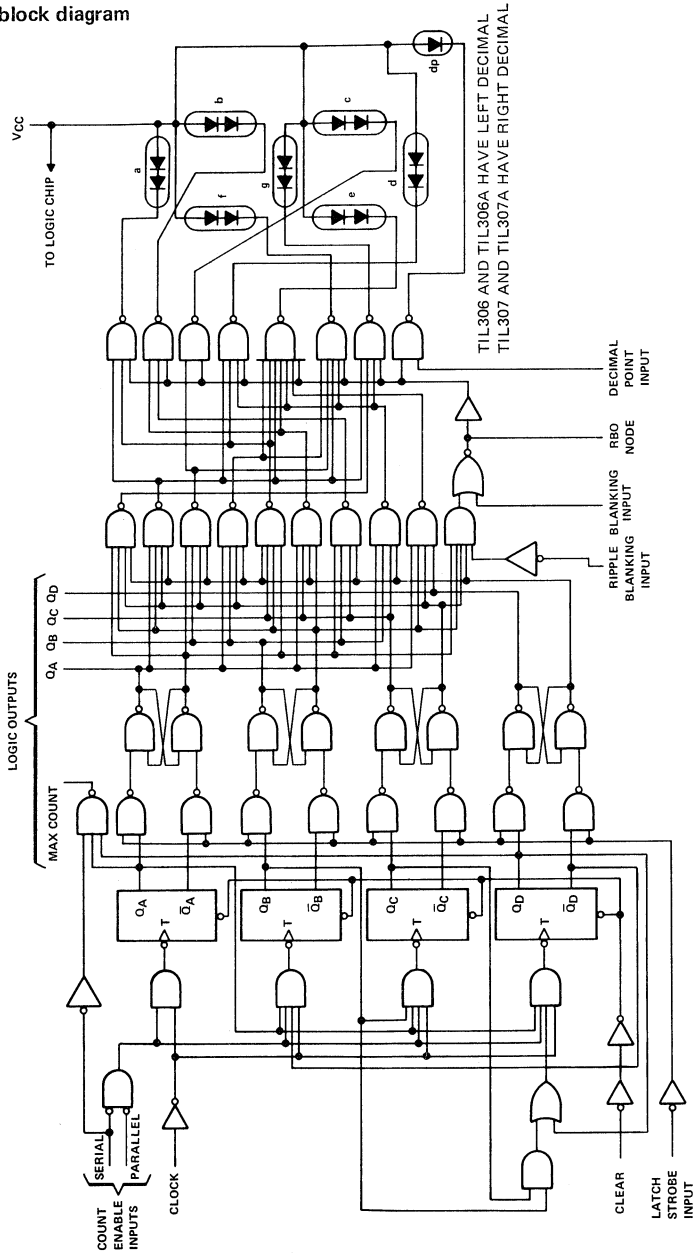 block diagram
VCC
TO LOGIC CHIP
a
b
f
g
c
e
d
dp
TIL306 AND TIL306A HAVE LEFT DECIMAL
TIL307 AND TIL307A HAVE RIGHT DECIMAL
DECIMAL
POINT
INPUT
RBO
NODE
BLANKING
INPUT
RIPPLE
BLANKING
INPUT
LOGIC OUTPUTS
MAX COUNT
QA
QB
QC
QD
QA
Q̅A
T
QB
Q̅B
T
QC
Q̅C
T
QD
Q̅D
T
SERIAL
PARALLEL
COUNT
ENABLE
INPUTS
CLOCK
CLEAR
LATCH
STROBE
INPUT